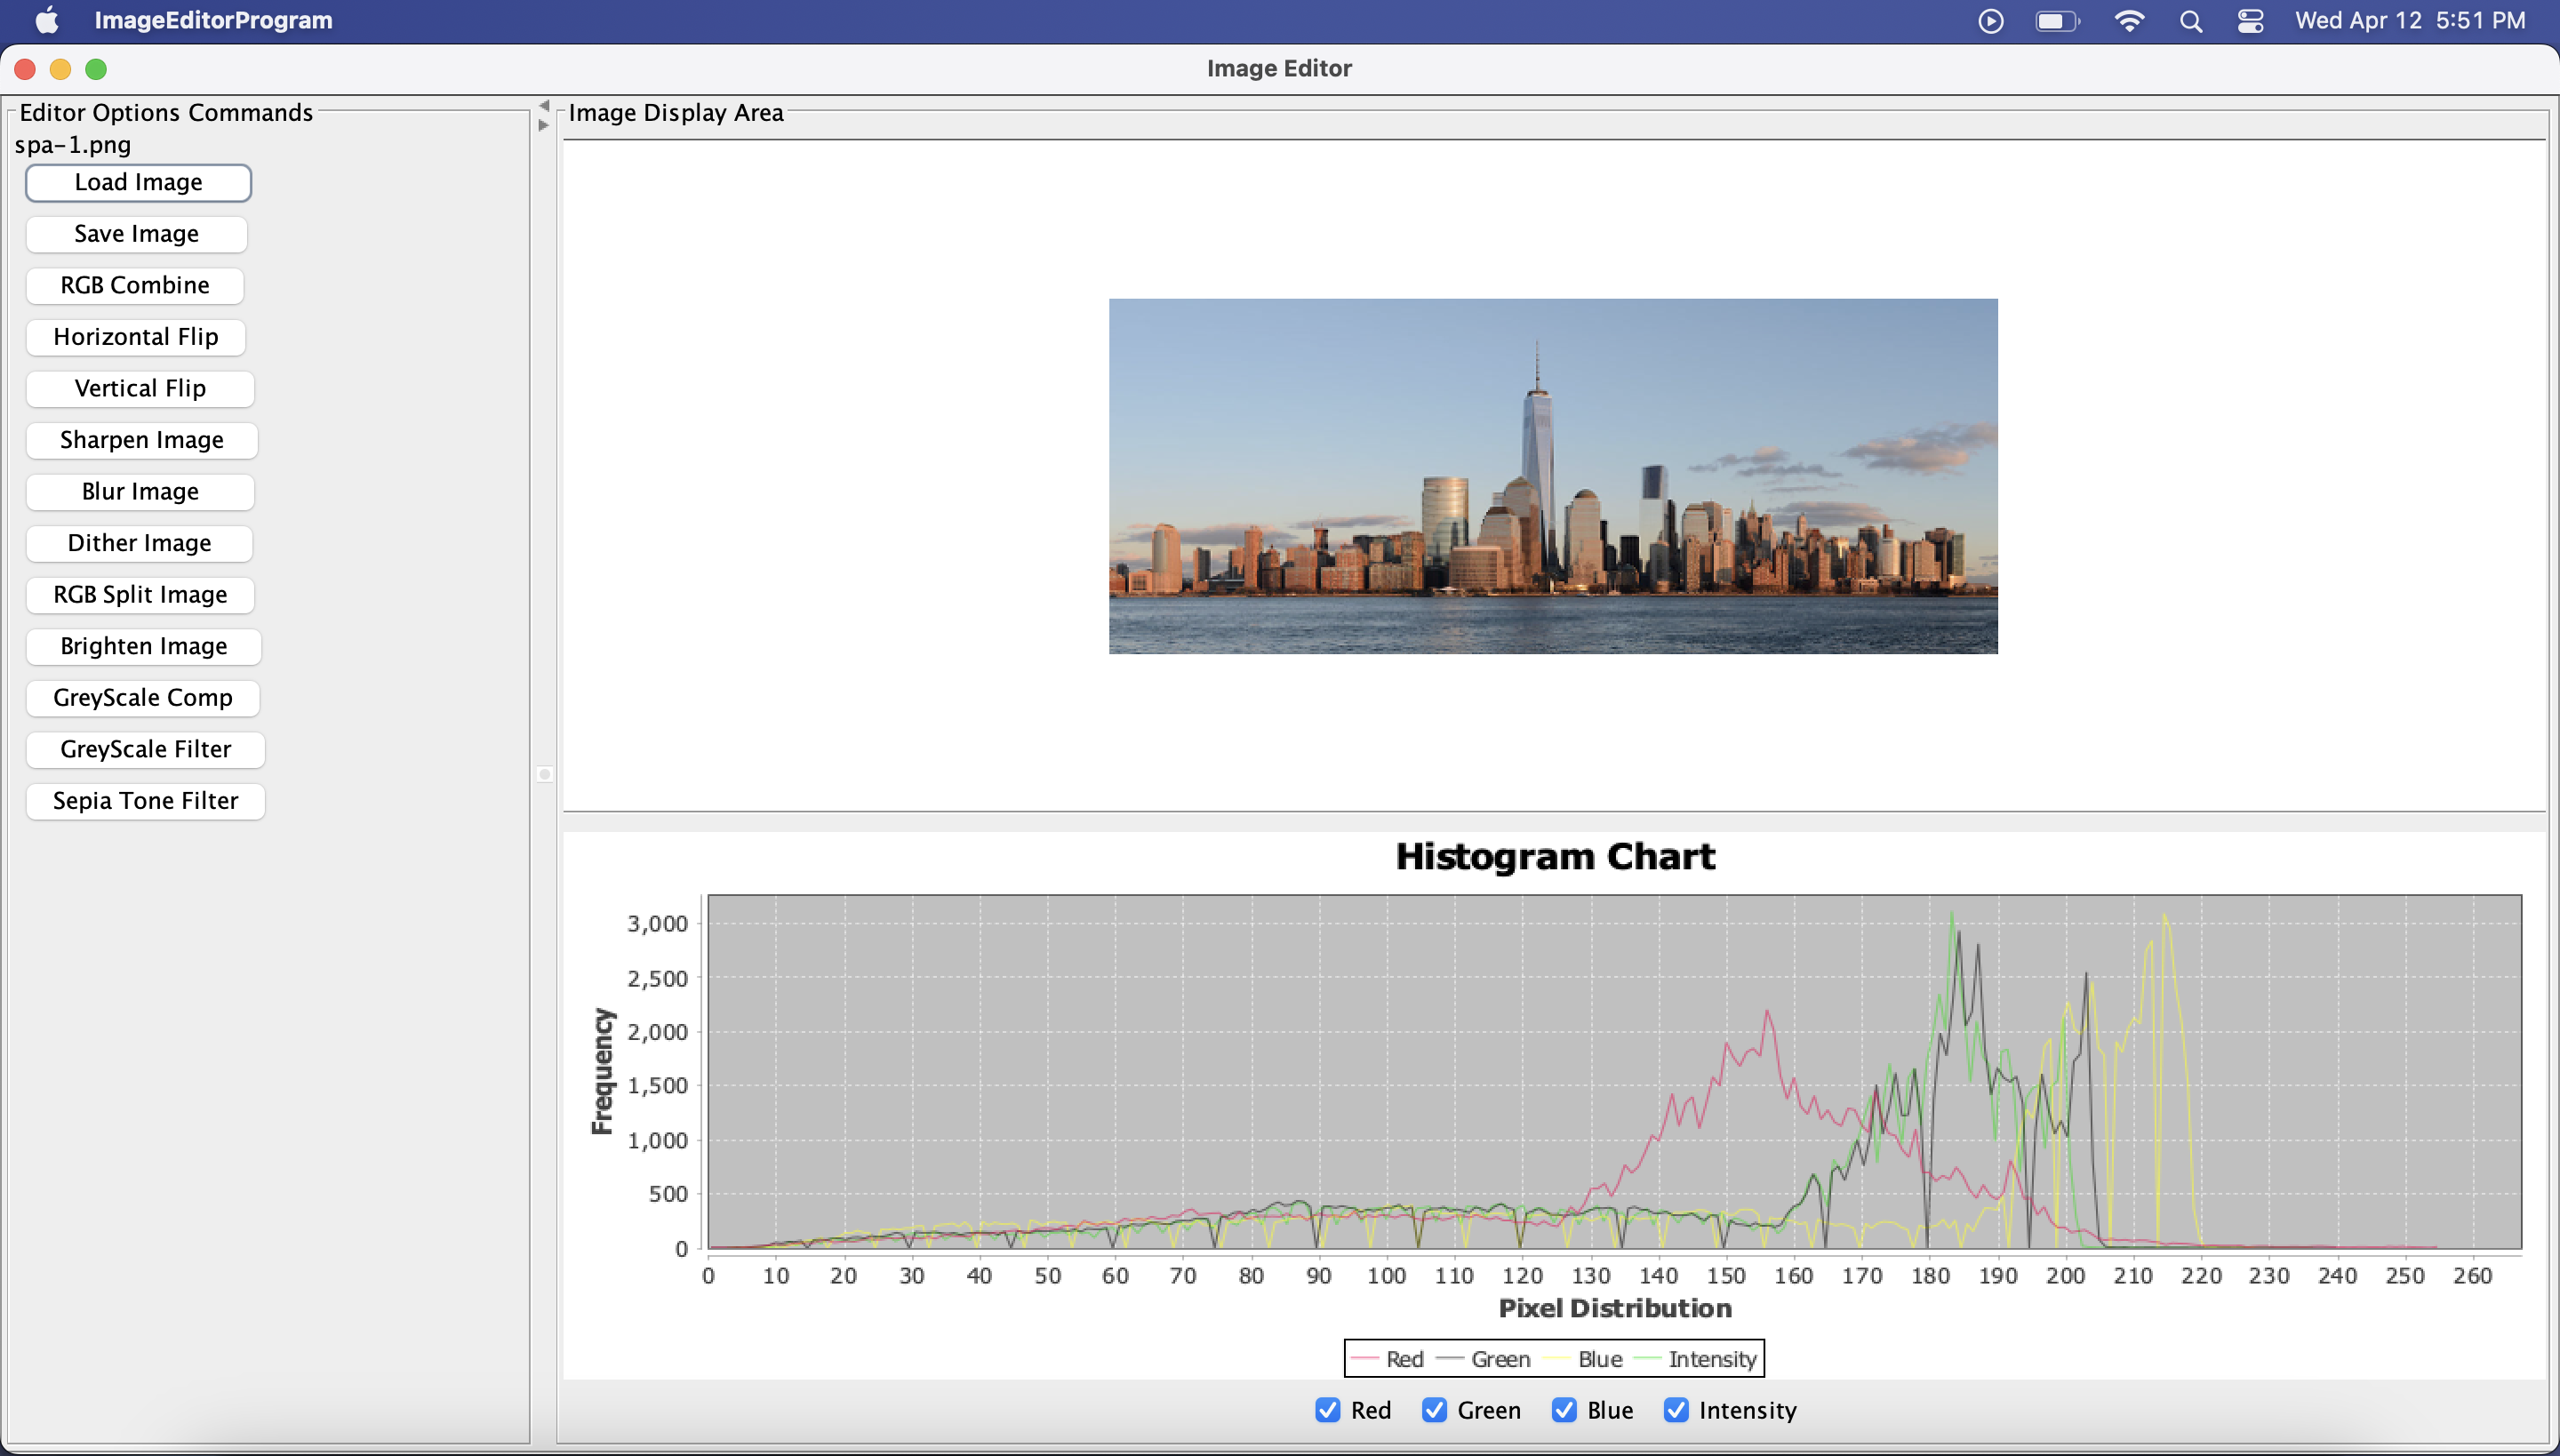 ImageEditorProgram
Wed Apr 12 5:51 PM
Image Editor
Editor Options Commands
spa-1.png
Load Image
Save Image
RGB Combine
Horizontal Flip
Vertical Flip
Sharpen Image
Blur Image
Dither Image
RGB Split Image
Brighten Image
GreyScale Comp
GreyScale Filter
Sepia Tone Filter
Image Display Area
Histogram Chart
Frequency
3,000
2,500
2,000
1,500
1,000
500
0
0 10 20 30 40 50 60 70 80 90 100 110 120 130 140 150 160 170 180 190 200 210 220 230 240 250 260
Pixel Distribution
Red Green Blue Intensity
Red Green Blue Intensity